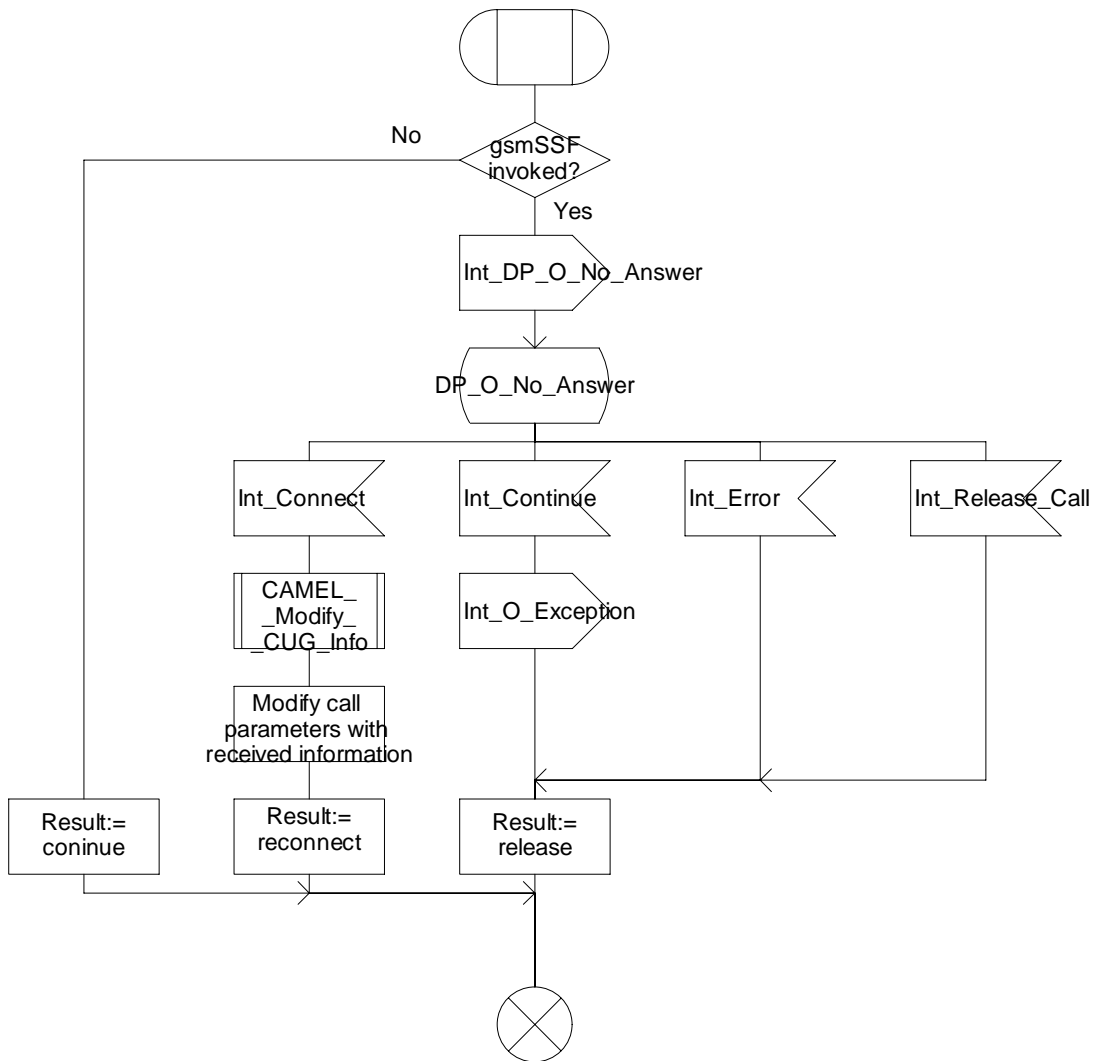 gsmSSF
invoked?
No
Yes
Int_DP_O_No_Answer
DP_O_No_Answer
Int_Connect
Int_Continue
Int_Error
Int_Release_Call
CAMEL_
_Modify_
_CUG_Info
Int_O_Exception
Modify call
parameters with
received information
Result:=
coninue
Result:=
reconnect
Result:=
release